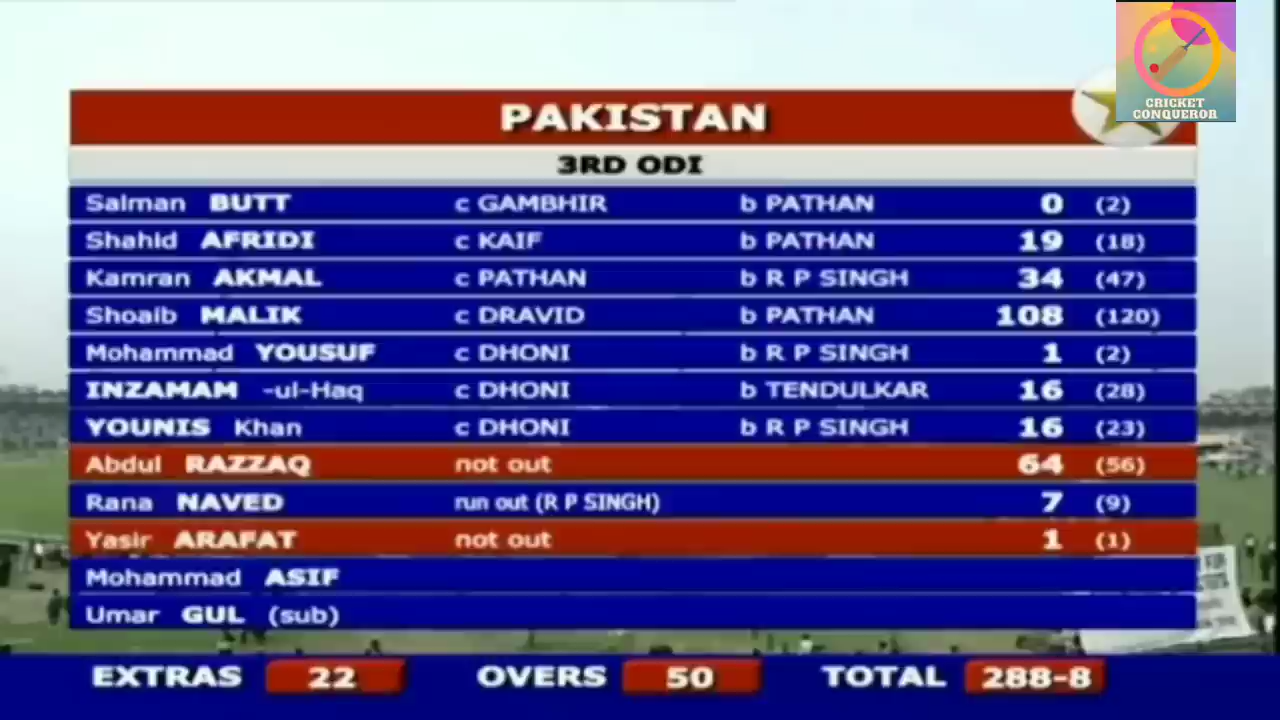 CRICKET
CONQUEROR
PAKISTAN
3RD ODI
Salman BUTT c GAMBHIR b PATHAN 0 (2)
Shahid AFRIDI c KAIF b PATHAN 19 (18)
Kamran AKMAL c PATHAN b R P SINGH 34 (47)
Shoaib MALIK c DRAVID b PATHAN 108 (120)
Mohammad YOUSUF c DHONI b R P SINGH 1 (2)
INZAMAM -ul-Haq c DHONI b TENDULKAR 16 (28)
YOUNIS Khan c DHONI b R P SINGH 16 (23)
Abdul RAZZAQ not out 64 (56)
Rana NAVED run out (R P SINGH) 7 (9)
Yasir ARAFAT not out 1 (1)
Mohammad ASIF
Umar GUL (sub)
FOR
EXTRAS 22 OVERS 50 TOTAL 288-8